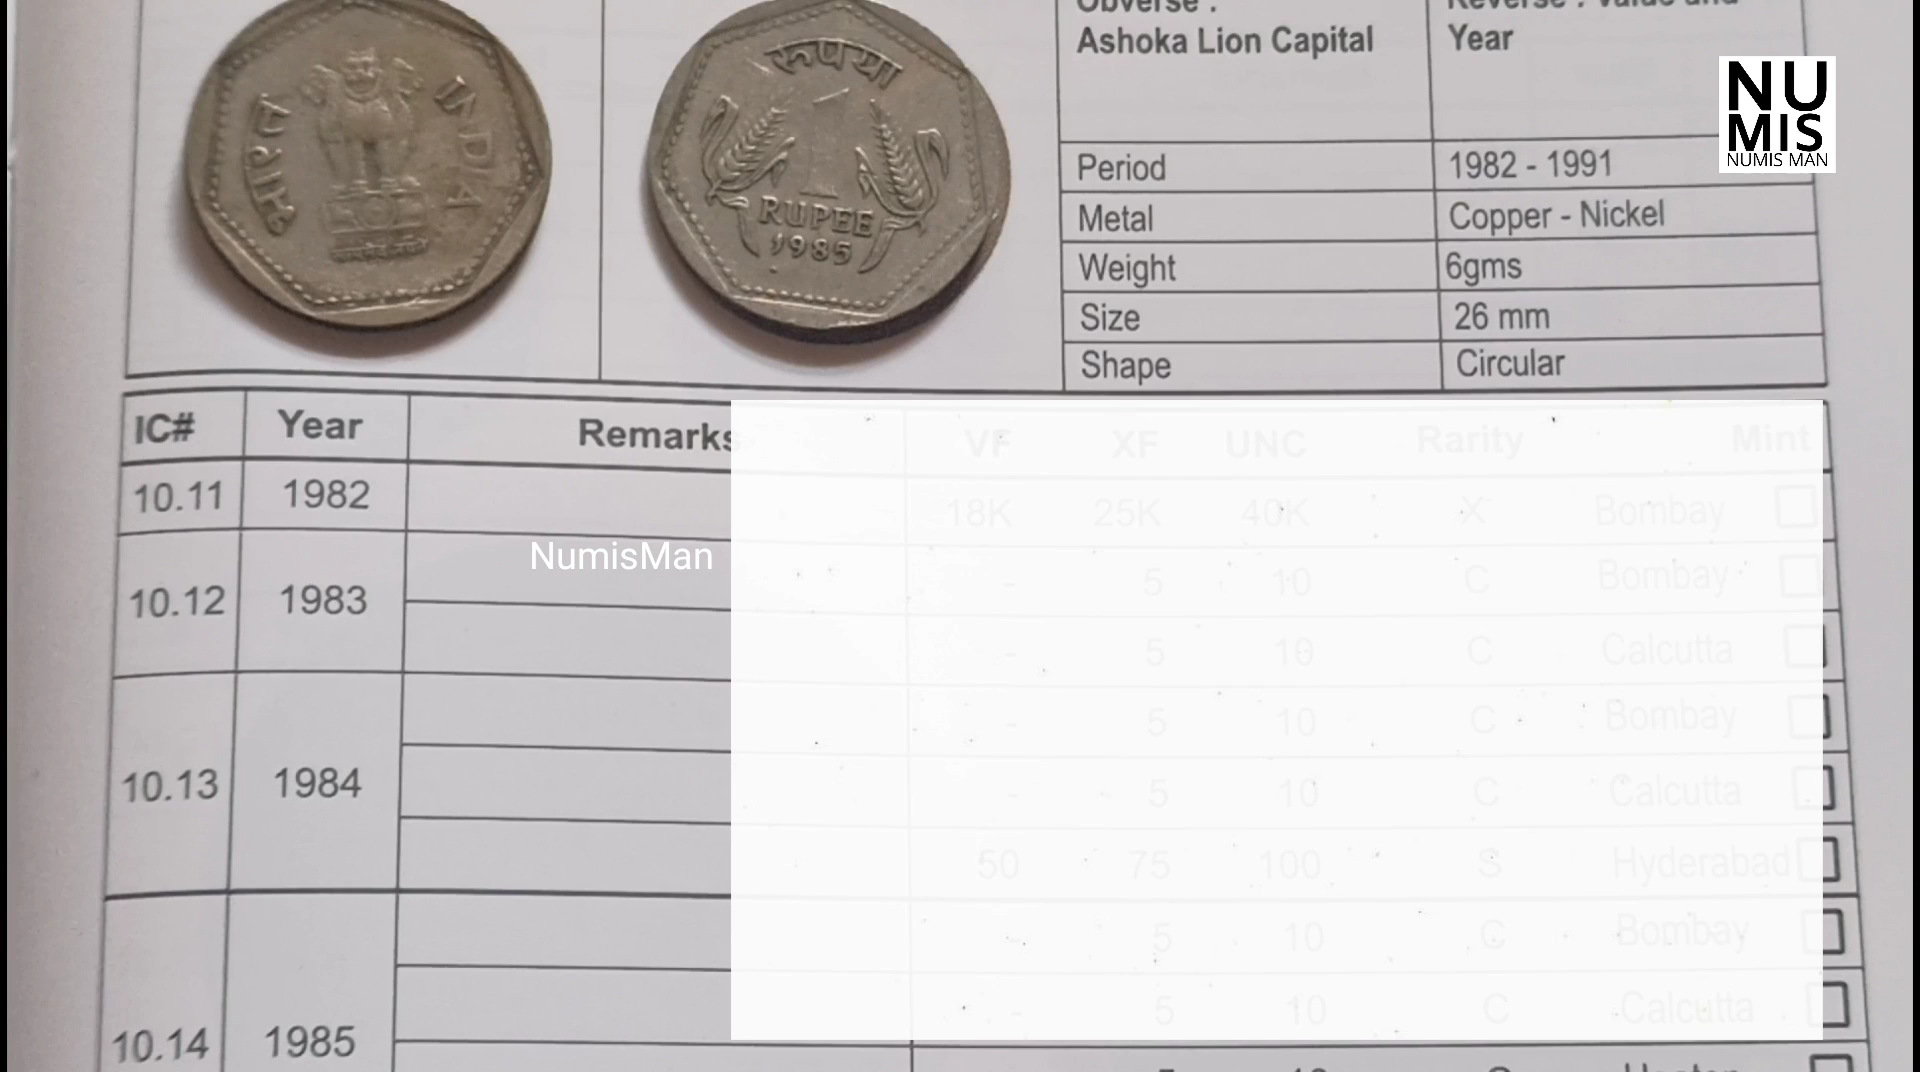 Obverse :
Ashoka Lion Capital
Reverse : Value and
Year
NU
MIS
NUMIS MAN
भारत
INDIA
सत्यमेव जयते
रूपया
1
RUPEE
1985
Period 1982 - 1991
Metal Copper - Nickel
Weight 6gms
Size 26 mm
Shape Circular
IC# Year Remarks VF XF UNC Rarity Mint
10.11 1982 18K 25K 40K X Bombay
NumisMan
10.12 1983 - 5 10 C Bombay
- 5 10 C Calcutta
10.13 1984 - 5 10 C Bombay
- 5 10 C Calcutta
50 75 100 S Hyderabad
10.14 1985 - 5 10 C Bombay
- 5 10 C Calcutta